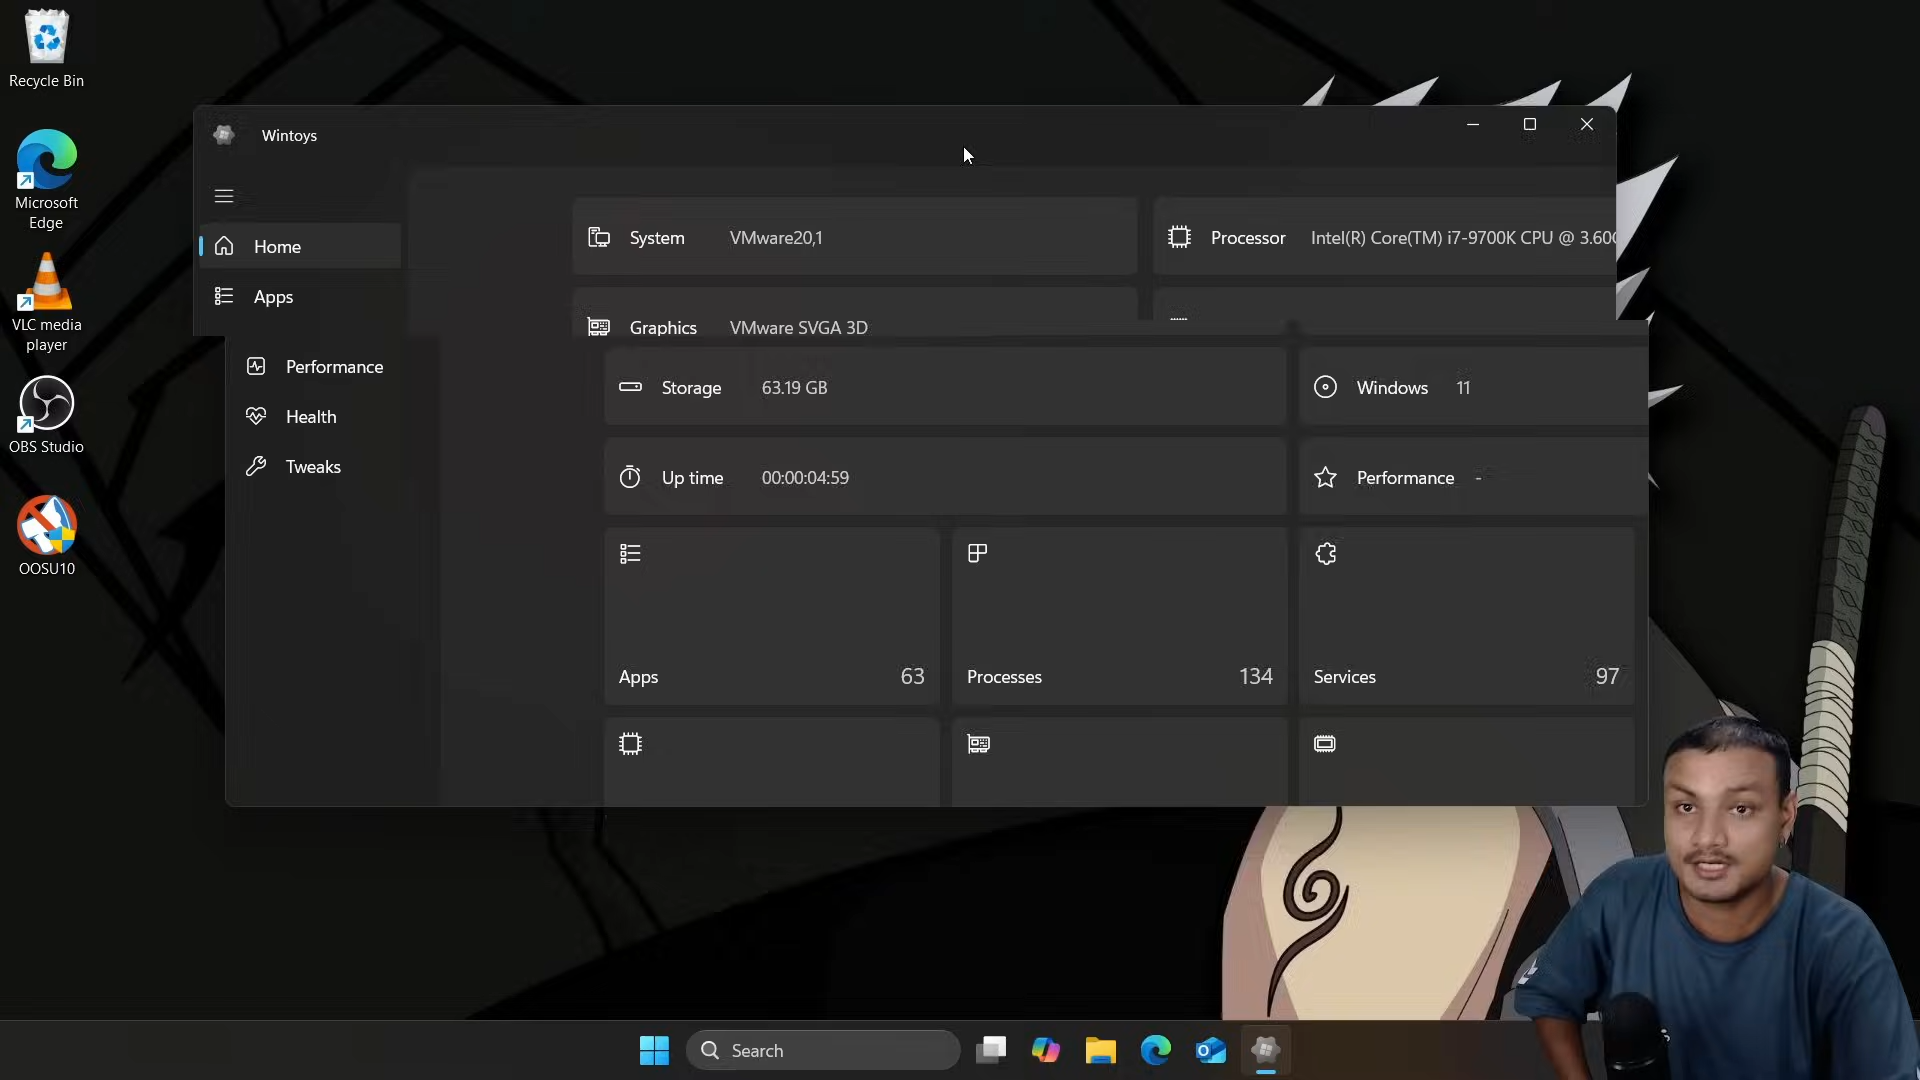 Recycle Bin
Microsoft
Edge
VLC media
player
OBS Studio
OOSU10
Wintoys
Home
Apps
Performance
Health
Tweaks
System VMware20,1
Processor Intel(R) Core(TM) i7-9700K CPU @ 3.60
Graphics VMware SVGA 3D
Storage 63.19 GB
Windows 11
Up time 00:00:04:59
Performance -
Apps 63
Processes 134
Services 97
Search